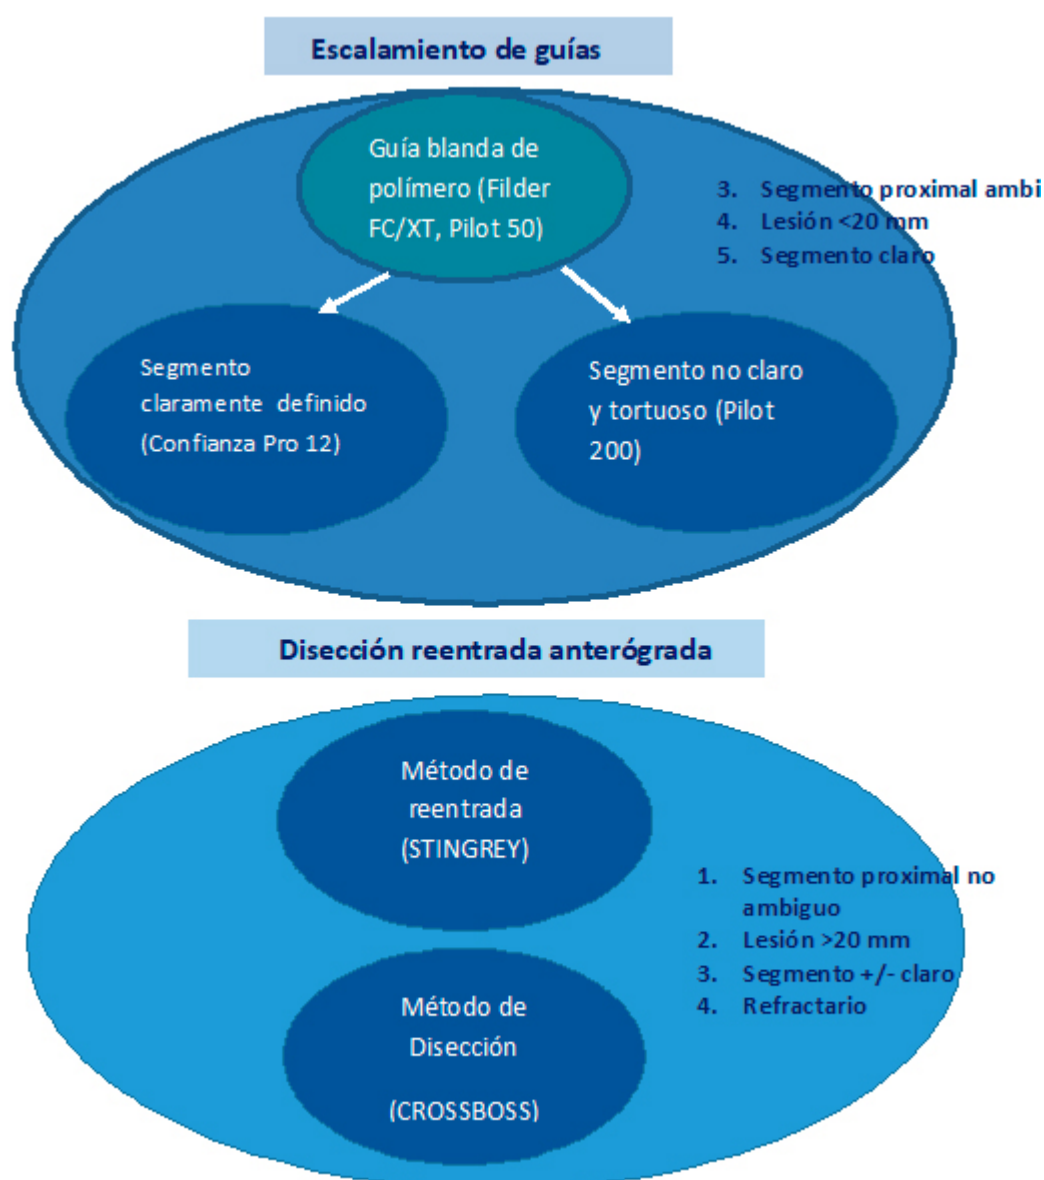 Escalamiento de guías
Guía blanda de
polímero (Filder
FC/XT, Pilot 50)
3. Segmento proximal ambi
4. Lesión <20 mm
5. Segmento claro
Segmento
claramente definido
(Confianza Pro 12)
Segmento no claro
y tortuoso (Pilot
200)
Disección reentrada anterógrada
Método de
reentrada
(STINGREY)
1. Segmento proximal no
ambiguo
2. Lesión >20 mm
3. Segmento +/- claro
4. Refractario
Método de
Disección
(CROSSBOSS)